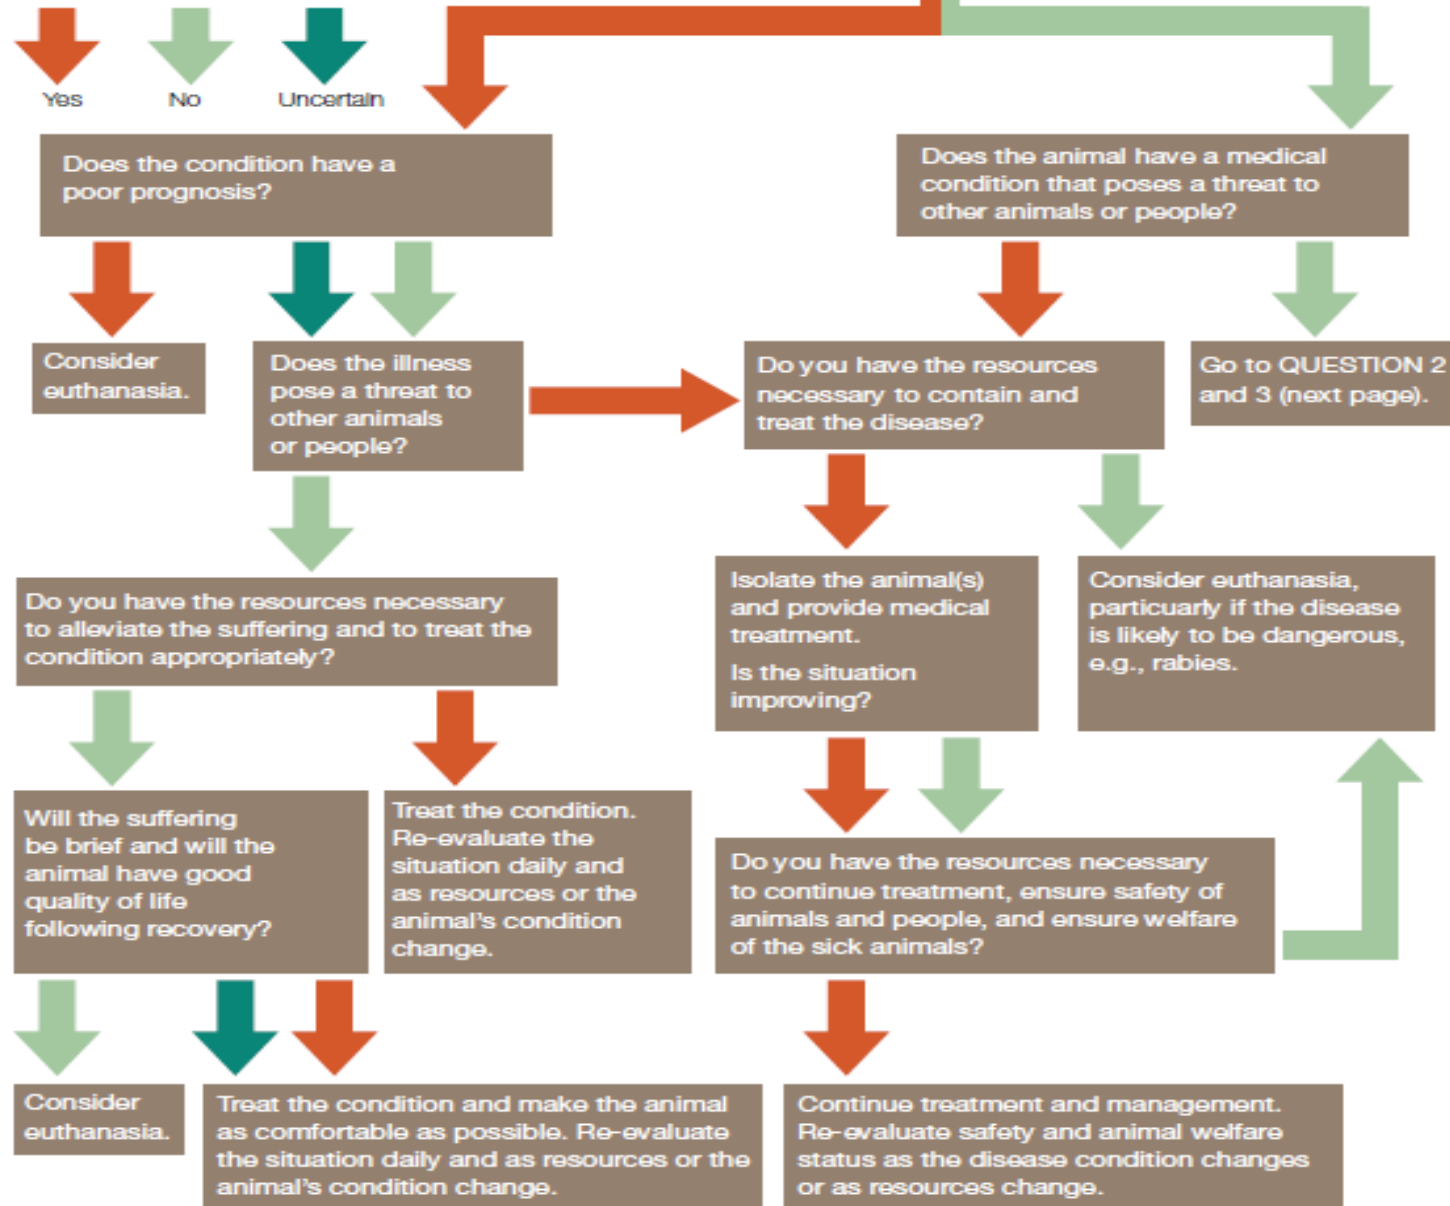 Yes
No
Uncertain
Does the condition have a
poor prognosis?
Does the animal have a medical
condition that poses a threat to
other animals or people?
Consider
euthanasia.
Does the illness
pose a threat to
other animals
or people?
Do you have the resources
necessary to contain and
treat the disease?
Go to QUESTION 2
and 3 (next page).
Do you have the resources necessary
to alleviate the suffering and to treat the
condition appropriately?
Isolate the animal(s)
and provide medical
treatment.
Is the situation
improving?
Consider euthanasia,
particuarly if the disease
is likely to be dangerous,
e.g., rabies.
Will the suffering
be brief and will the
animal have good
quality of life
following recovery?
Treat the condition.
Re-evaluate the
situation daily and
as resources or the
animal's condition
change.
Do you have the resources necessary
to continue treatment, ensure safety of
animals and people, and ensure welfare
of the sick animals?
Consider
euthanasia.
Treat the condition and make the animal
as comfortable as possible. Re-evaluate
the situation daily and as resources or the
animal's condition change.
Continue treatment and management.
Re-evaluate safety and animal welfare
status as the disease condition changes
or as resources change.